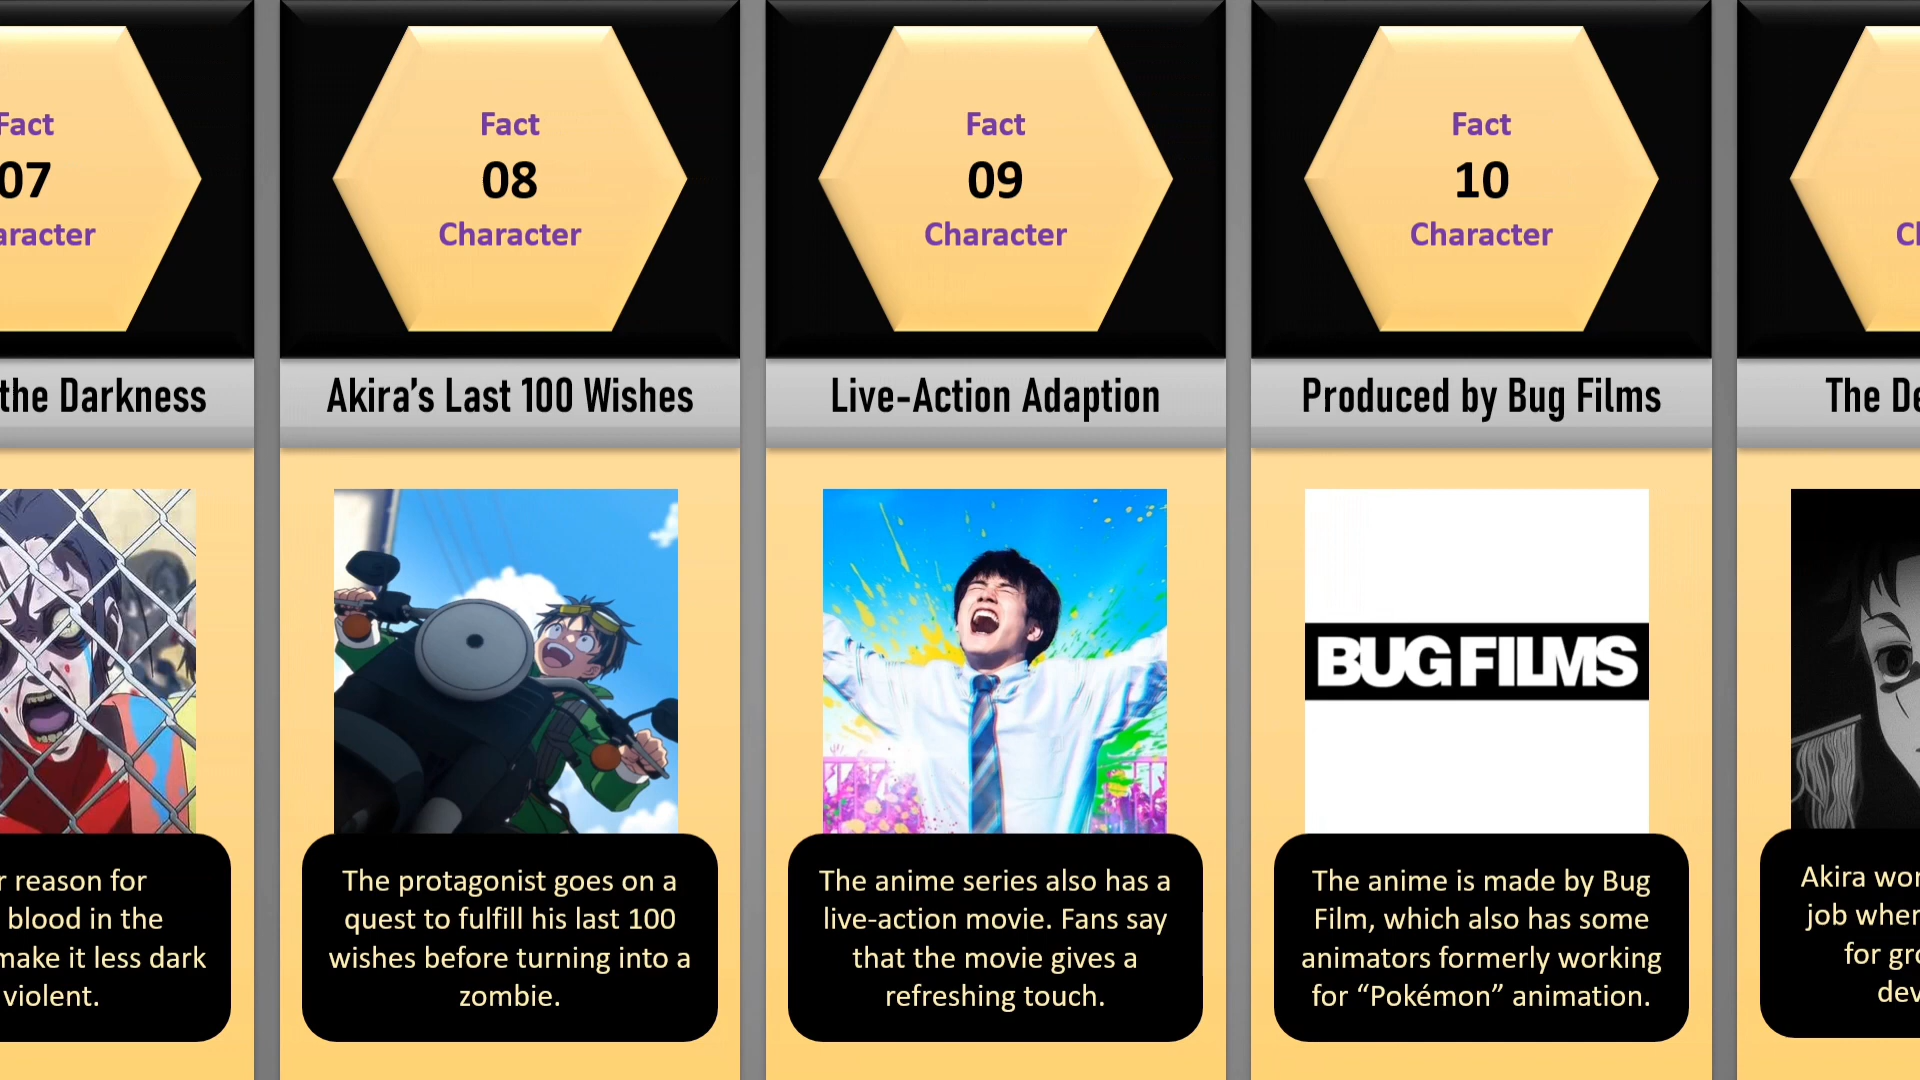 Fact
07
aracter
the Darkness
r reason for
blood in the
make it less dark
violent.
Fact
08
Character
Akira's Last 100 Wishes
The protagonist goes on a
quest to fulfill his last 100
wishes before turning into a
zombie.
Fact
09
Character
Live-Action Adaption
The anime series also has a
live-action movie. Fans say
that the movie gives a
refreshing touch.
Fact
10
Character
Produced by Bug Films
BUG FILMS
The anime is made by Bug
Film, which also has some
animators formerly working
for “Pokémon” animation.
The De
Akira wor
job wher
for gro
dev